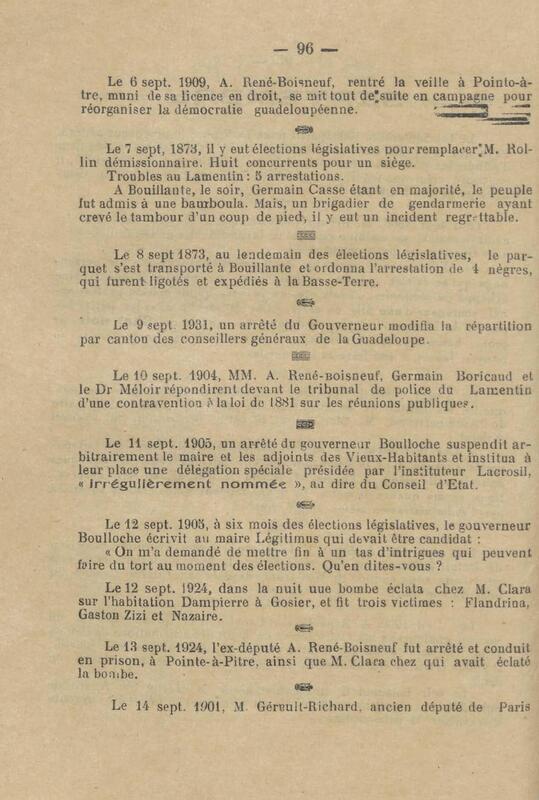 — 96 —
Le 6 sept. 1909, A. René-Boisneuf, rentré la veille à Pointo-à-
tre, muni de sa licence en droit, se mit tout de suite en campagne pour
réorganiser la démocratie guadeloupéenne.
Le 7 sept, 1873, il y eut élections législatives pour remplacer M. Rol-
lin démissionnaire. Huit concurrents pour un siège.
Troubles au Lamentin : 5 arrestations.
A Bouillante, le soir, Germain Casse étant en majorité, le peuple
fut admis à une bamboula. Mais, un brigadier de gendarmerie ayant
crevé le tambour d'un coup de pied, il y eut un incident regrettable.
Le 8 sept 1873, au lendemain des élections législatives, le par-
quet s'est transporté à Bouillante et ordonna l'arrestation de 4 nègres,
qui furent ligotés et expédiés à la Basse-Terre.
Le 9 sept. 1931, un arrêté du Gouverneur modifia la répartition
par canton des conseillers généraux de la Guadeloupe.
Le 10 sept. 1904, MM. A. René-Boisneuf, Germain Boricaud et
le Dr Méloir répondirent devant le tribunal de police du Lamentin
d'une contravention à la loi de 1881 sur les réunions publiques.
Le 11 sept. 1905, un arrêté du gouverneur Boulloche suspendit ar-
bitrairement le maire et les adjoints des Vieux-Habitants et institua à
leur place une délégation spéciale présidée par l'instituteur Lacrosil,
« irrégulièrement nommée », au dire du Conseil d'Etat.
Le 12 sept. 1905, à six mois des élections législatives, le gouverneur
Boulloche écrivit au maire Légitimus qui devait être candidat :
« On m'a demandé de mettre fin à un tas d'intrigues qui peuvent
faire du tort au moment des élections. Qu'en dites-vous ?
Le 12 sept. 1924, dans la nuit uue bombe éclata chez M. Clara
sur l'habitation Dampierre à Gosier, et fit trois victimes : Flandrina,
Gaston Zizi et Nazaire.
Le 13 sept. 1924, l'ex-député A. René-Boisneuf fut arrêté et conduit
en prison, à Pointe-à-Pitre, ainsi que M. Clara chez qui avait éclaté
la bombe.
Le 14 sept. 1901, M. Gérault-Richard, ancien député de Paris